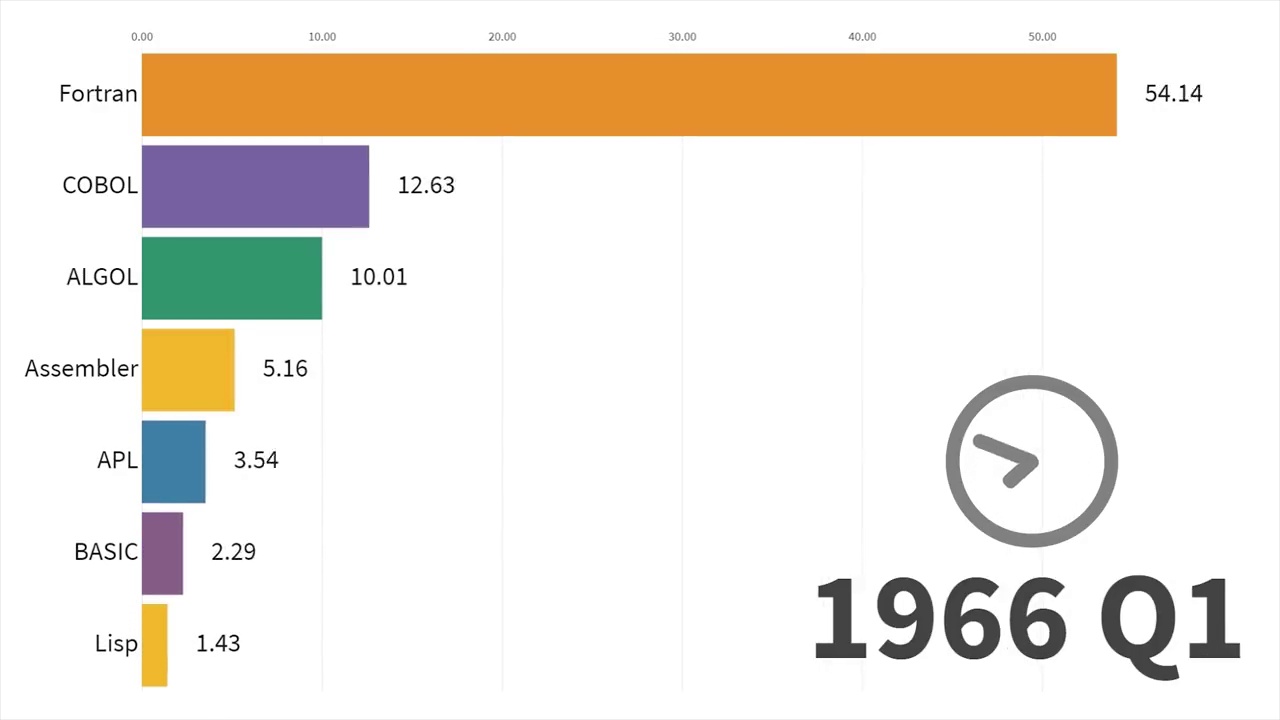 0.00 10.00 20.00 30.00 40.00 50.00
Fortran 54.14
COBOL 12.63
ALGOL 10.01
Assembler 5.16
APL 3.54
BASIC 2.29
Lisp 1.43
1966 Q1